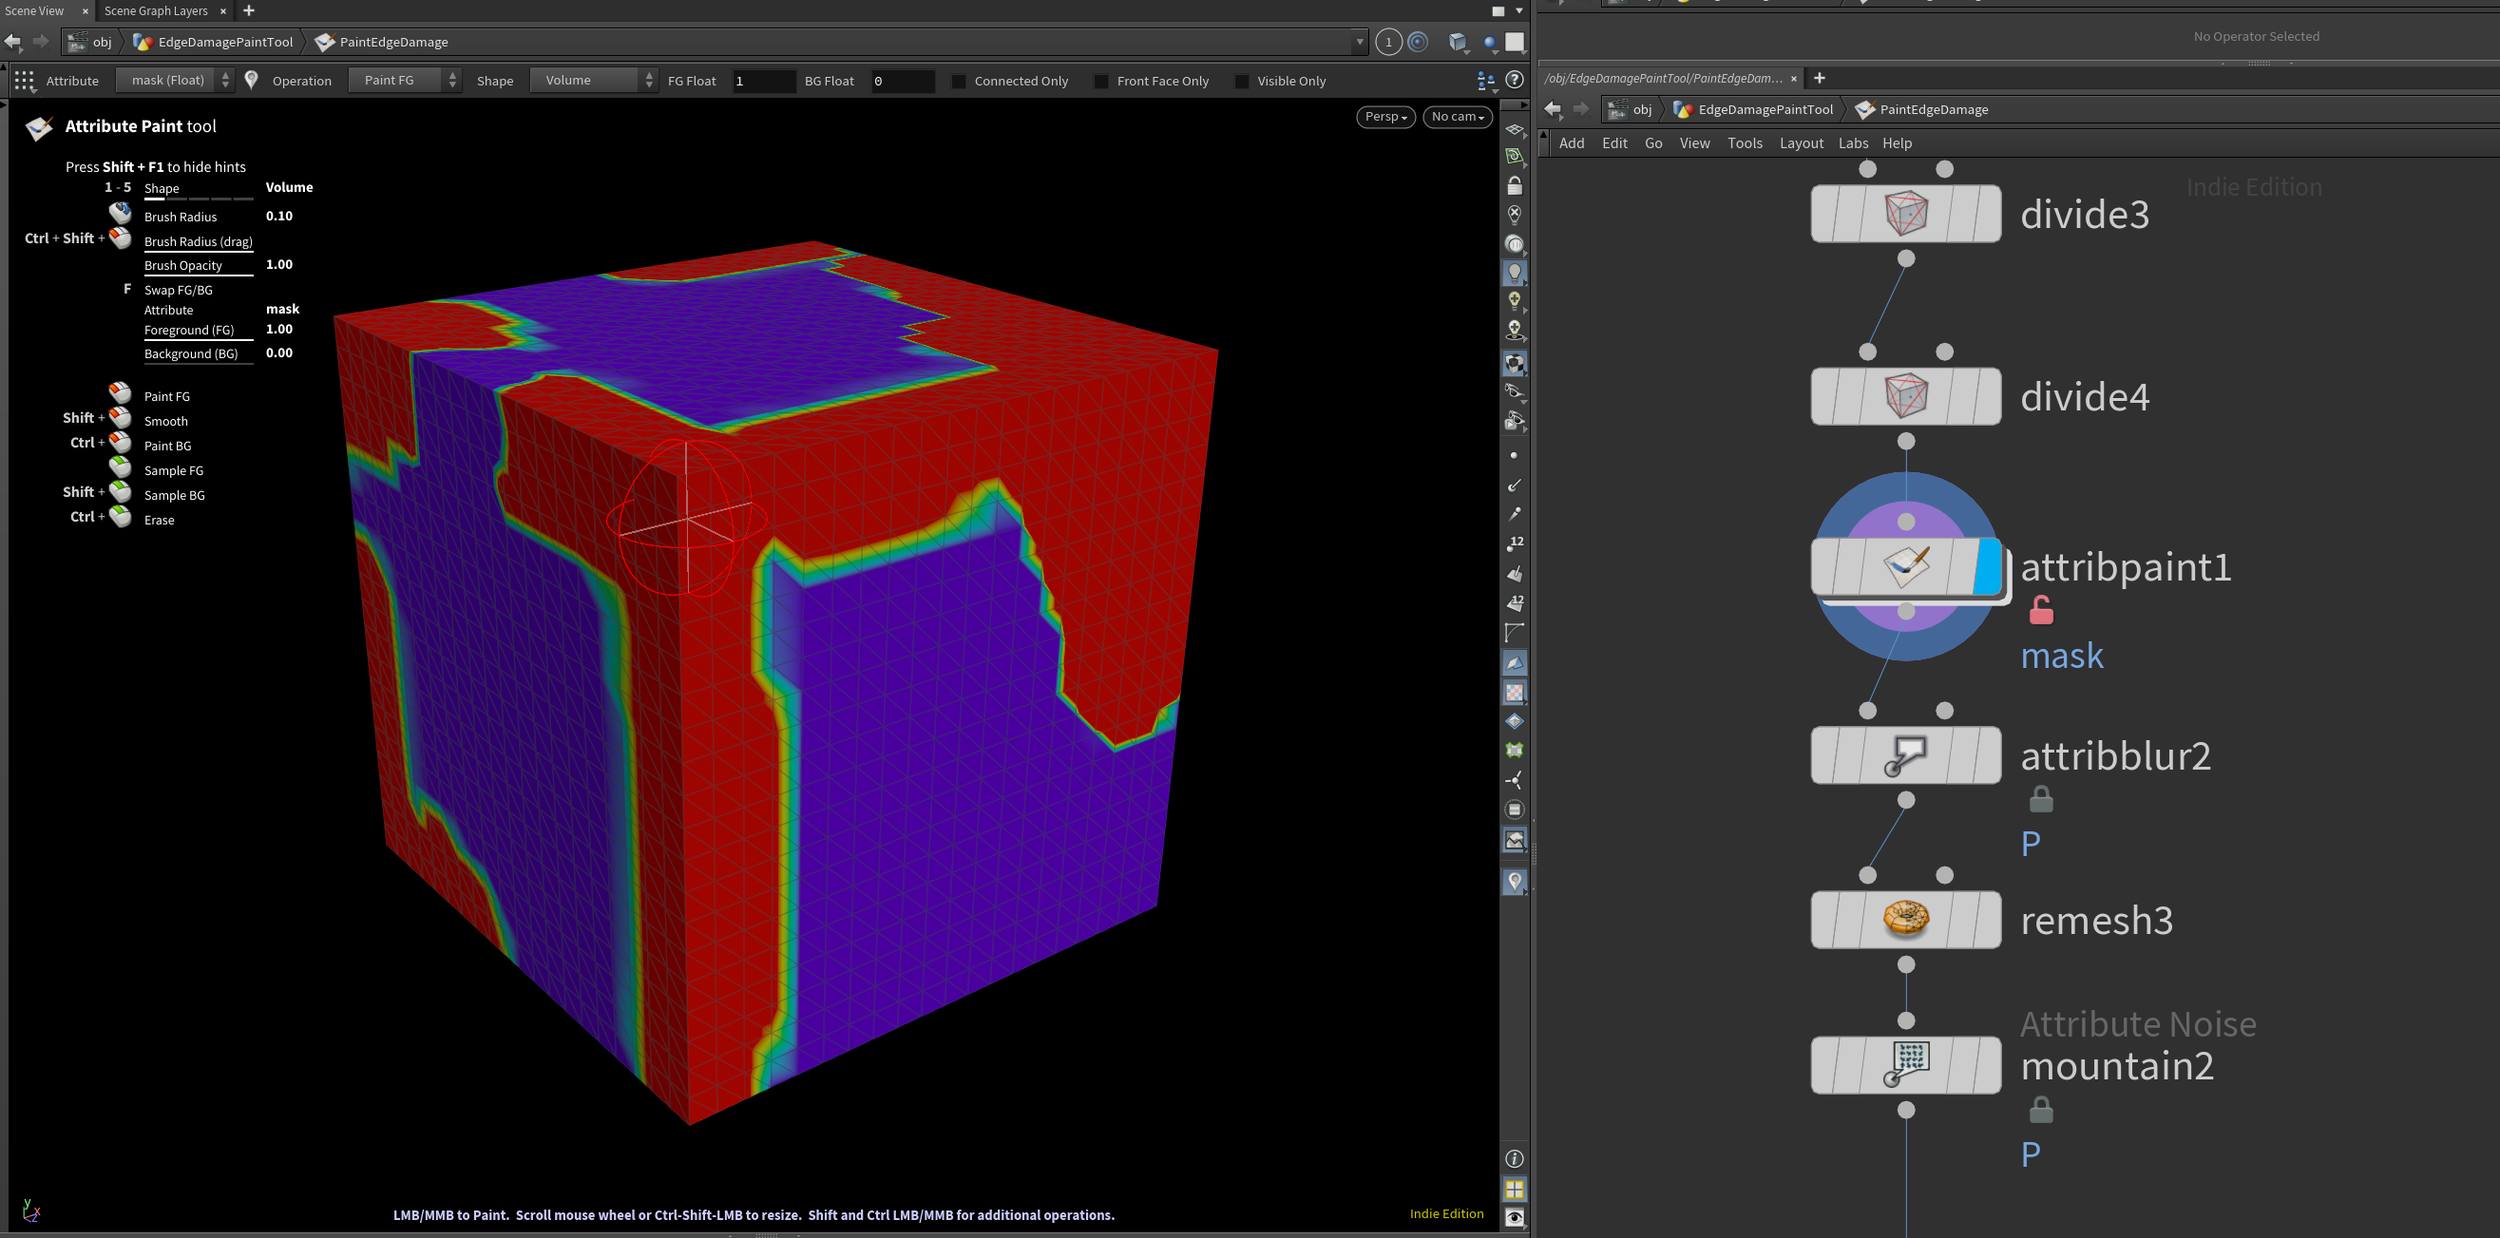 Scene View × Scene Graph Layers × +
obj EdgeDamagePaintTool PaintEdgeDamage 1
Attribute mask (Float) Operation Paint FG Shape Volume FG Float 1 BG Float 0 Connected Only Front Face Only Visible Only
Attribute Paint tool
Persp No cam
Press Shift + F1 to hide hints
1 - 5 Shape Volume
Brush Radius 0.10
Ctrl + Shift + Brush Radius (drag)
Brush Opacity 1.00
F Swap FG/BG
Attribute mask
Foreground (FG) 1.00
Background (BG) 0.00
Paint FG
Shift + Smooth
Ctrl + Paint BG
Sample FG
Shift + Sample BG
Ctrl + Erase
12
12
y
x
z
LMB/MMB to Paint. Scroll mouse wheel or Ctrl-Shift-LMB to resize. Shift and Ctrl LMB/MMB for additional operations.
Indie Edition
No Operator Selected
/obj/EdgeDamagePaintTool/PaintEdgeDam... × +
obj EdgeDamagePaintTool PaintEdgeDamage
Add Edit Go View Tools Layout Labs Help
Indie Edition
divide3
divide4
attribpaint1
mask
attribblur2
P
remesh3
Attribute Noise
mountain2
P